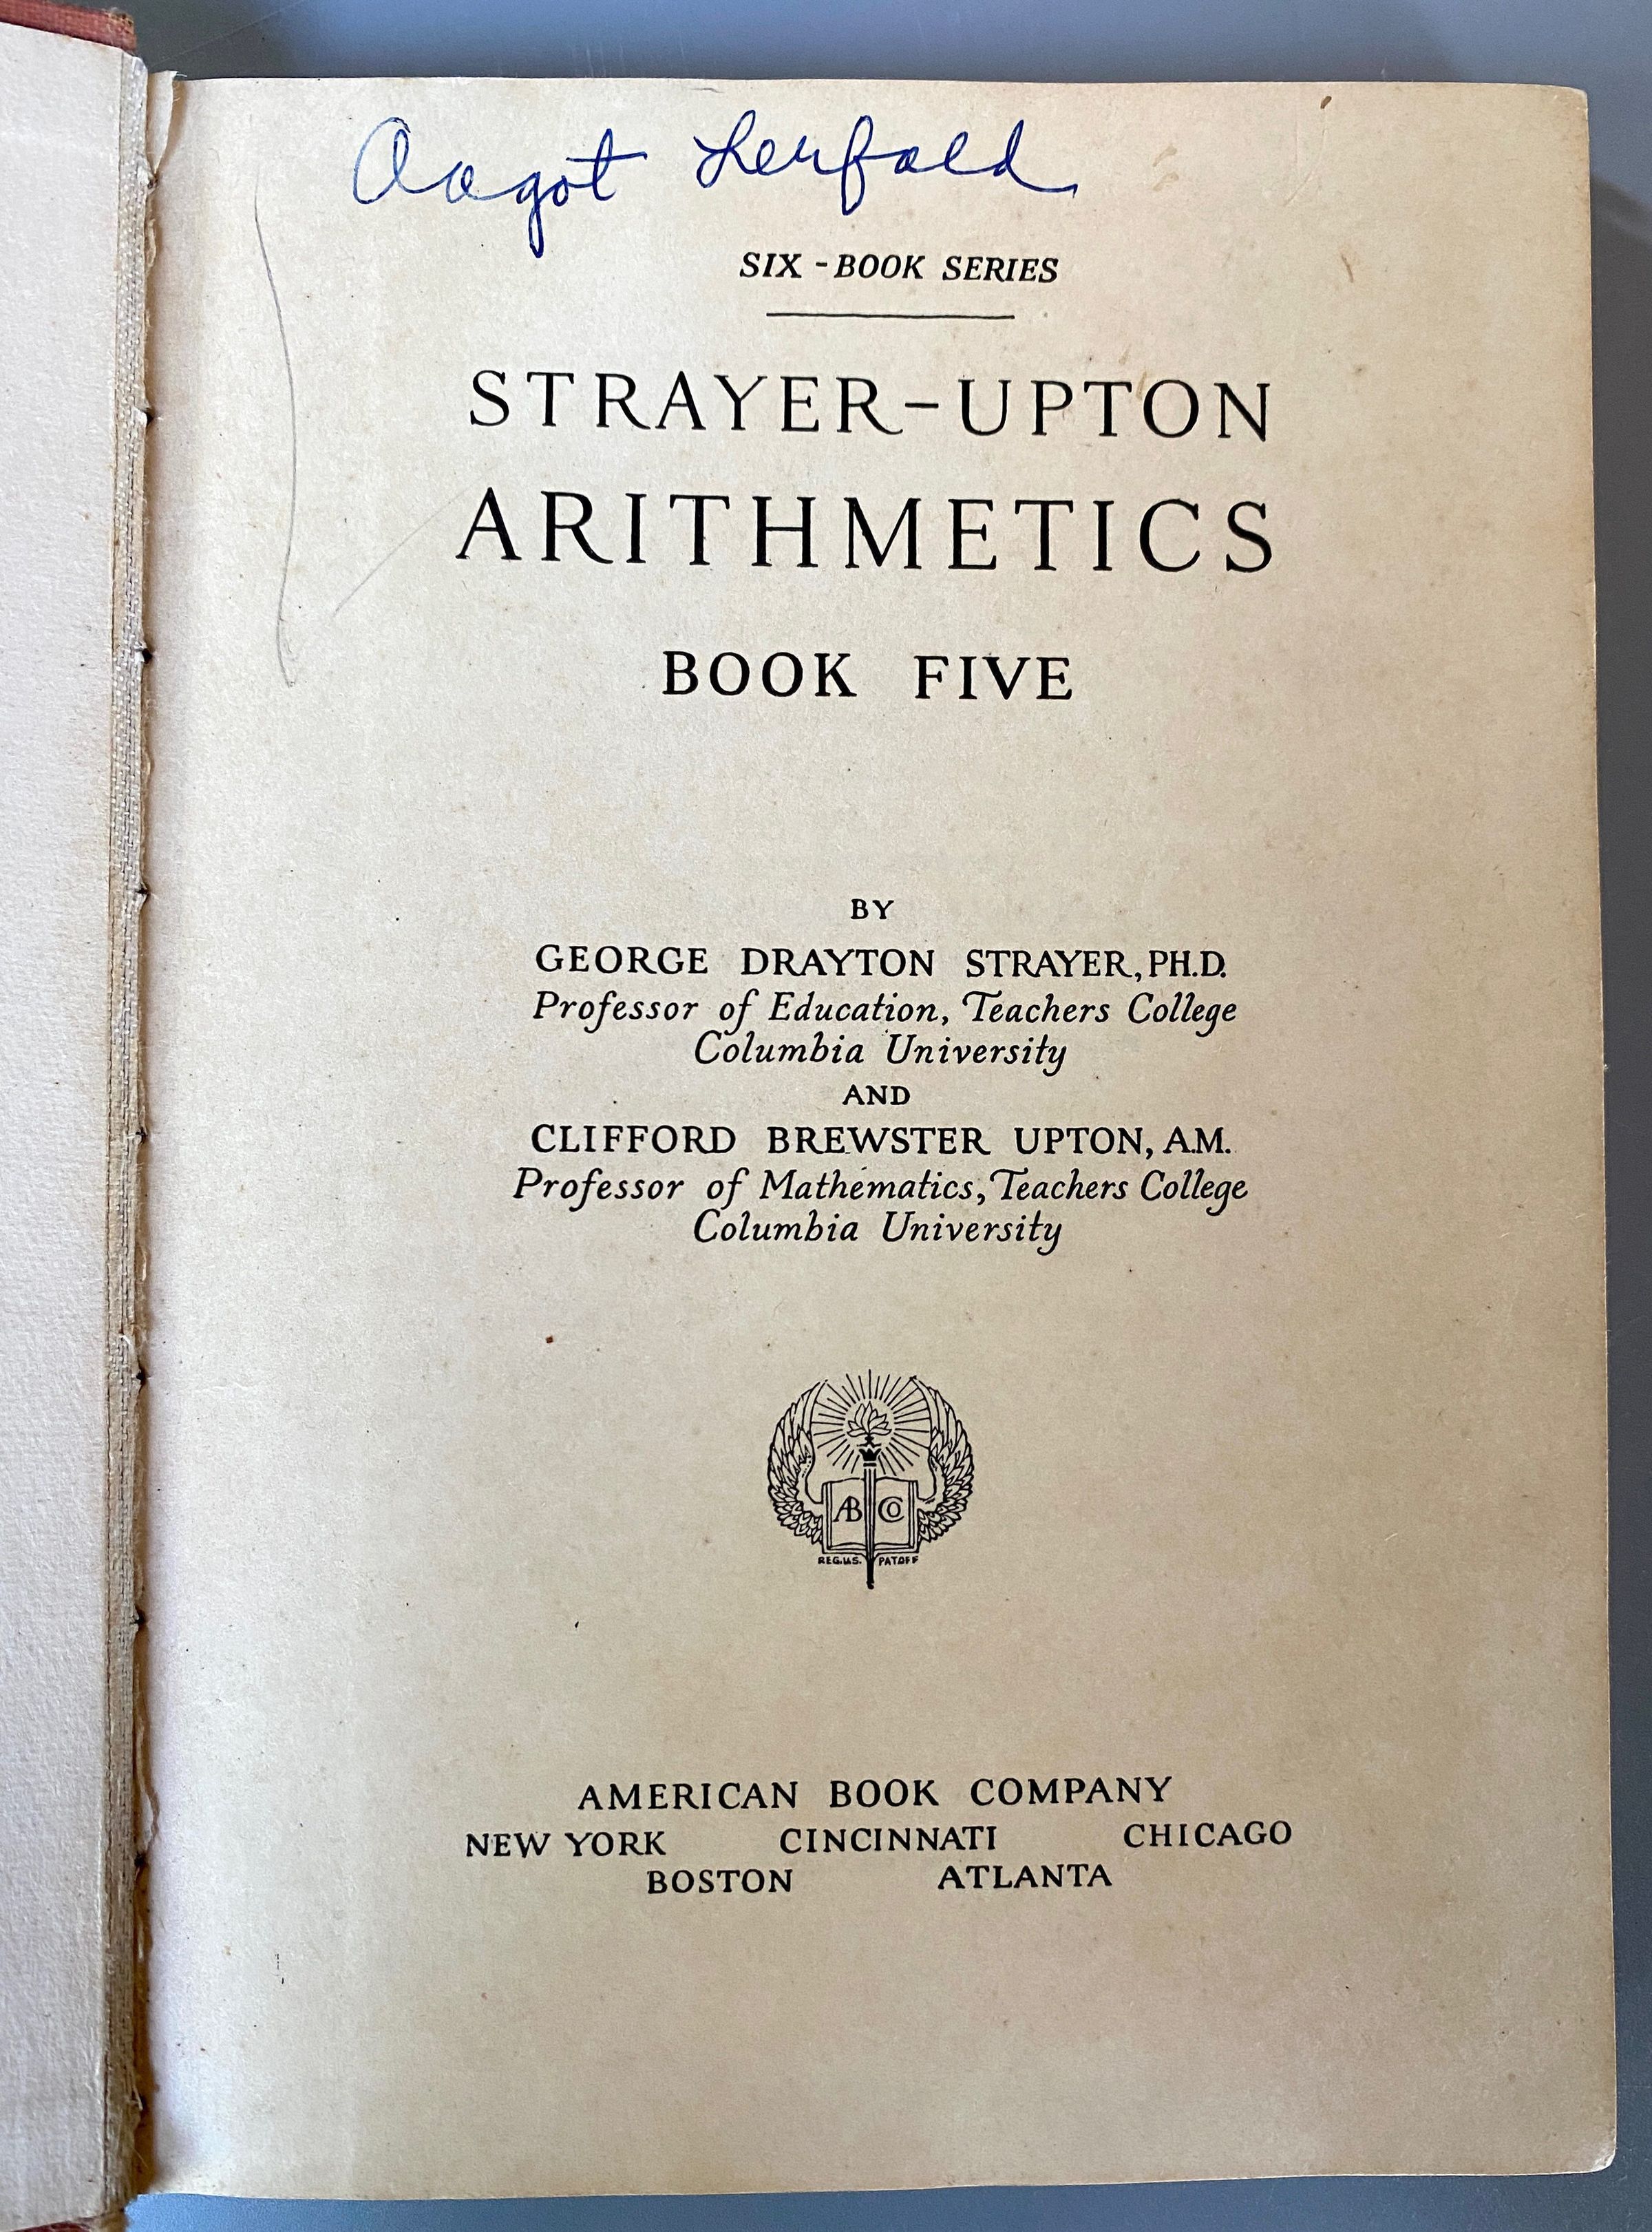 Aagot Lerfald
SIX-BOOK SERIES
STRAYER-UPTON
ARITHMETICS
BOOK FIVE
BY
GEORGE DRAYTON STRAYER, PH.D.
Professor of Education, Teachers College
Columbia University
AND
CLIFFORD BREWSTER UPTON, A.M.
Professor of Mathematics, Teachers College
Columbia University
AB CO
REG. U.S. PAT. OFF
AMERICAN BOOK COMPANY
NEW YORK CINCINNATI CHICAGO
BOSTON ATLANTA